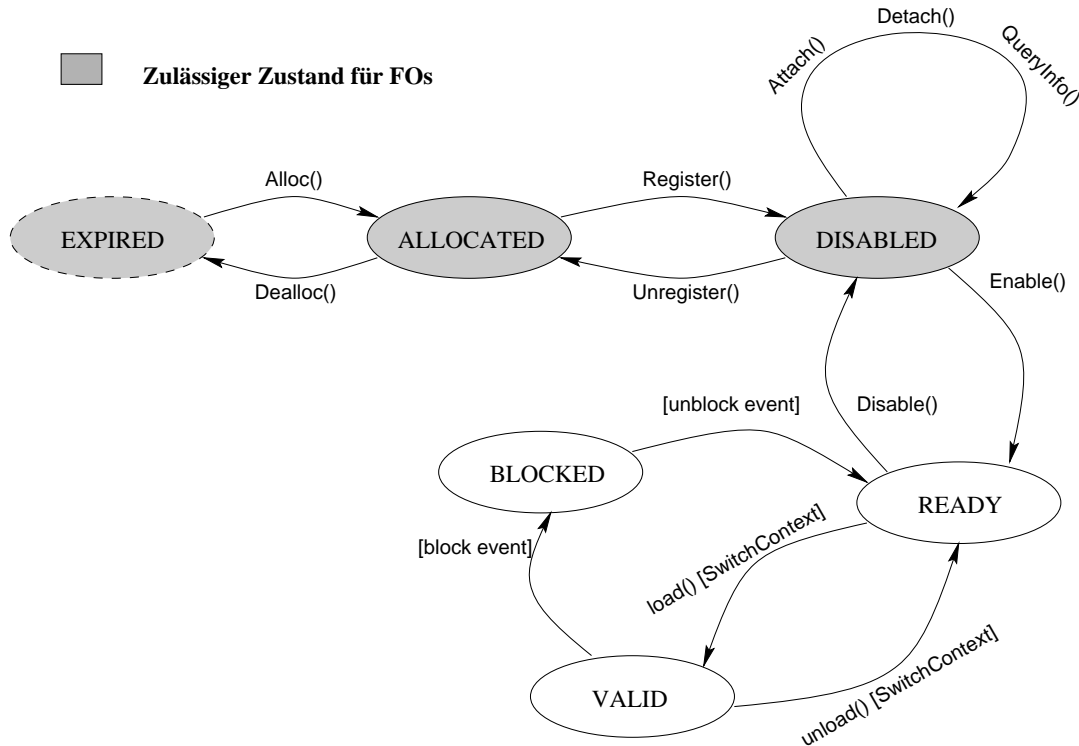 Detach()
Attach()
QueryInfo()
Zulässiger Zustand für FOs
Alloc()
Register()
EXPIRED
ALLOCATED
DISABLED
Dealloc()
Unregister()
Enable()
[unblock event]
Disable()
BLOCKED
READY
[block event]
load() [SwitchContext]
VALID
unload() [SwitchContext]